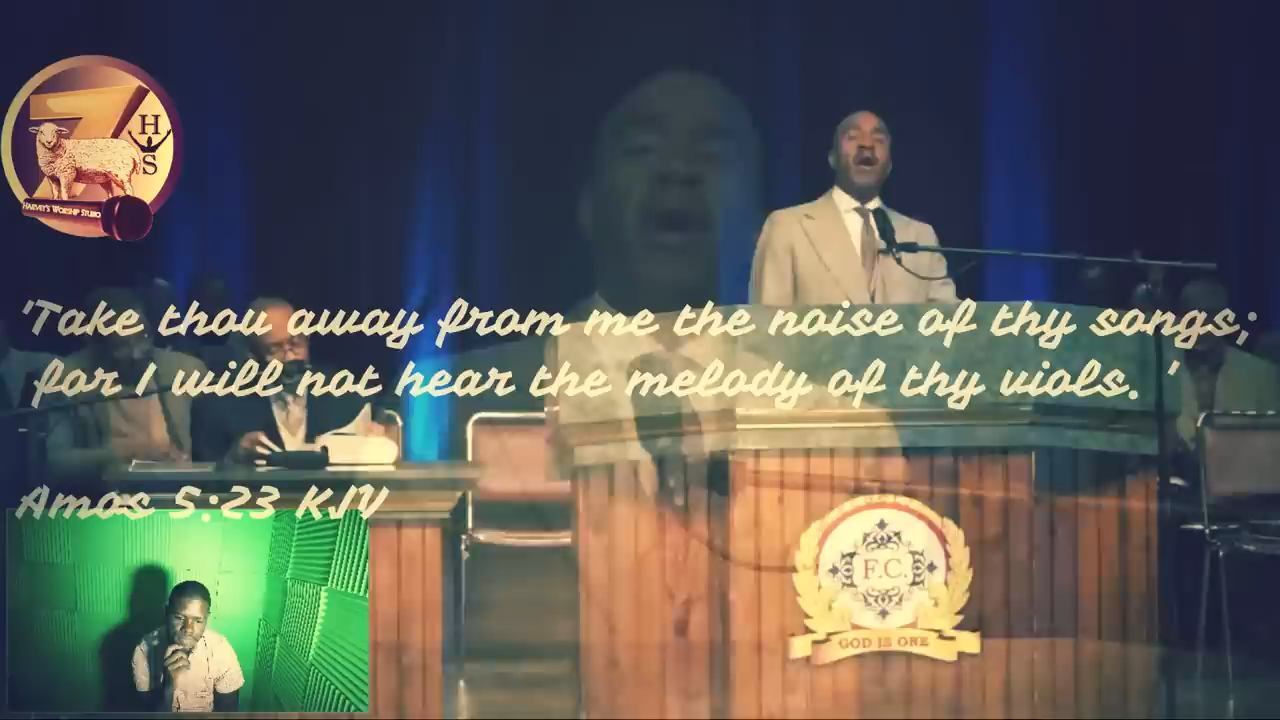 H
S
HARVEY'S WORSHIP STUDIO
'Take thou away from me the noise of thy songs;
for I will not hear the melody of thy viols. '
Amos 5:23 KJV
F.C.
GOD IS ONE